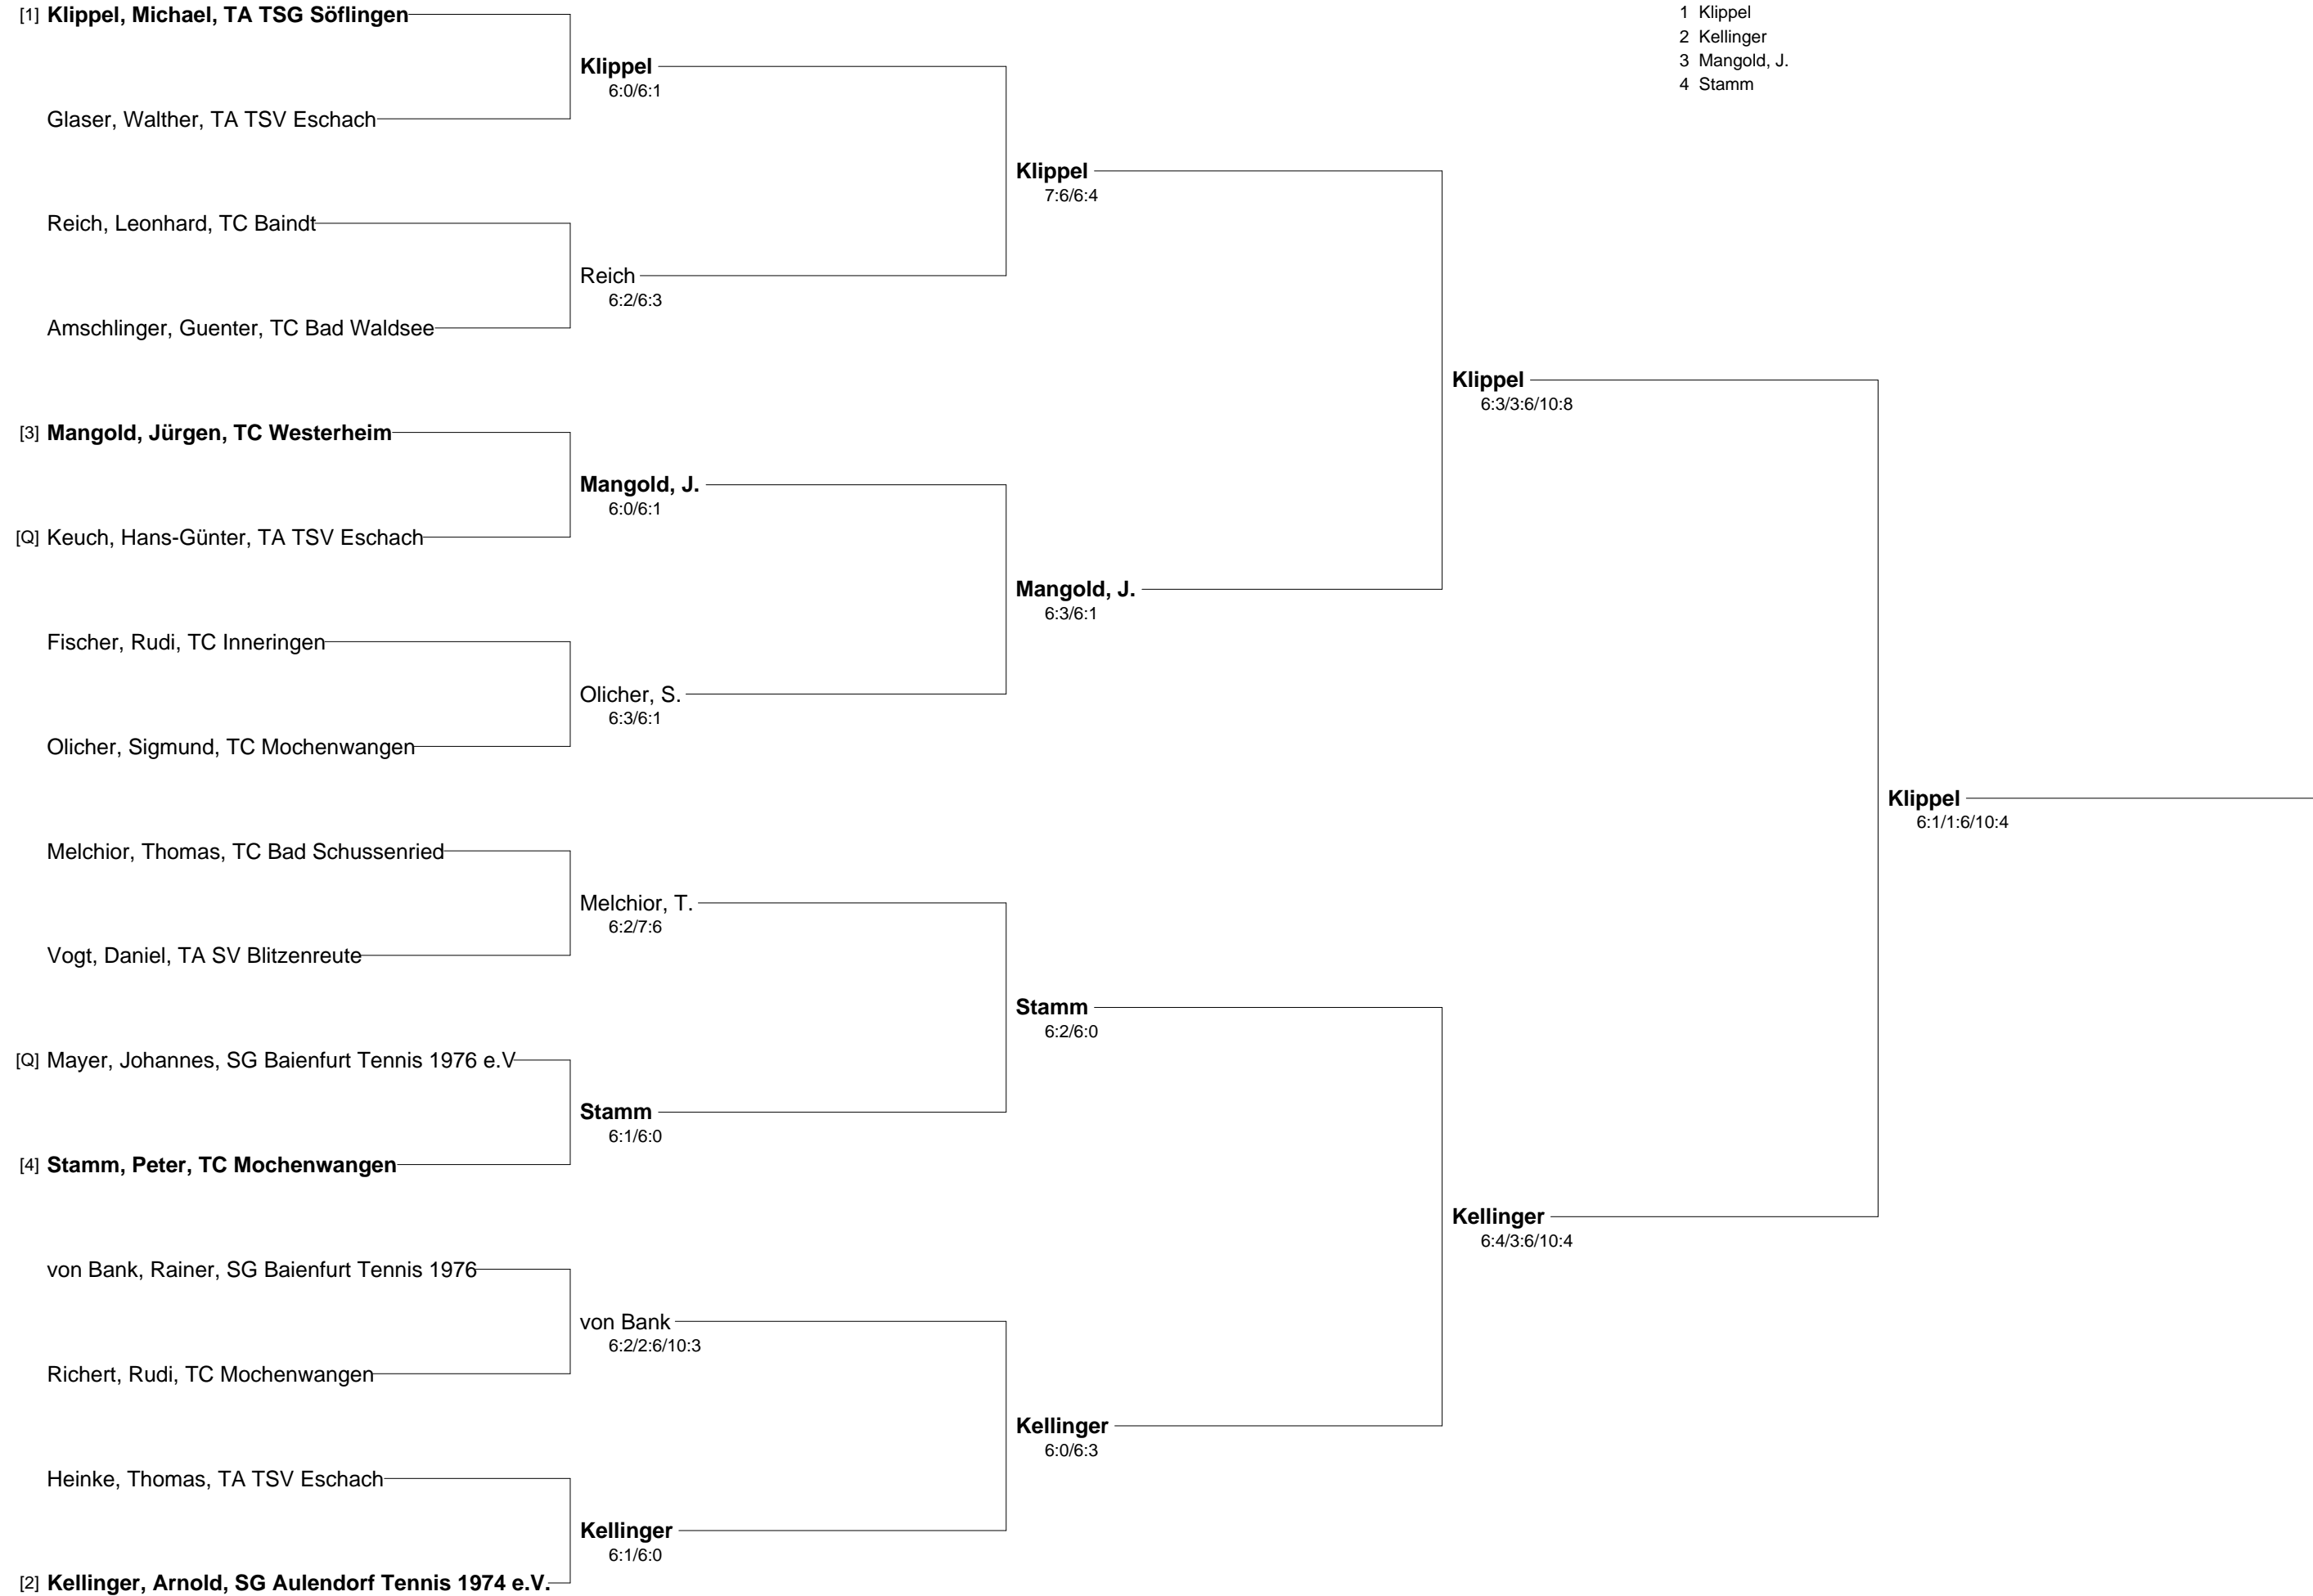 [1] Klippel, Michael, TA TSG Söflingen
Glaser, Walther, TA TSV Eschach
Reich, Leonhard, TC Baindt
Amschlinger, Guenter, TC Bad Waldsee
[3] Mangold, Jürgen, TC Westerheim
[Q] Keuch, Hans-Günter, TA TSV Eschach
Fischer, Rudi, TC Inneringen
Olicher, Sigmund, TC Mochenwangen
Melchior, Thomas, TC Bad Schussenried
Vogt, Daniel, TA SV Blitzenreute
[Q] Mayer, Johannes, SG Baienfurt Tennis 1976 e.V
[4] Stamm, Peter, TC Mochenwangen
von Bank, Rainer, SG Baienfurt Tennis 1976
Richert, Rudi, TC Mochenwangen
Heinke, Thomas, TA TSV Eschach
[2] Kellinger, Arnold, SG Aulendorf Tennis 1974 e.V.
Klippel
6:0/6:1
Reich
6:2/6:3
Mangold, J.
6:0/6:1
Olicher, S.
6:3/6:1
Melchior, T.
6:2/7:6
Stamm
6:1/6:0
von Bank
6:2/2:6/10:3
Kellinger
6:1/6:0
Klippel
7:6/6:4
Mangold, J.
6:3/6:1
Stamm
6:2/6:0
Kellinger
6:0/6:3
Klippel
6:3/3:6/10:8
Kellinger
6:4/3:6/10:4
Klippel
6:1/1:6/10:4
1 Klippel
2 Kellinger
3 Mangold, J.
4 Stamm